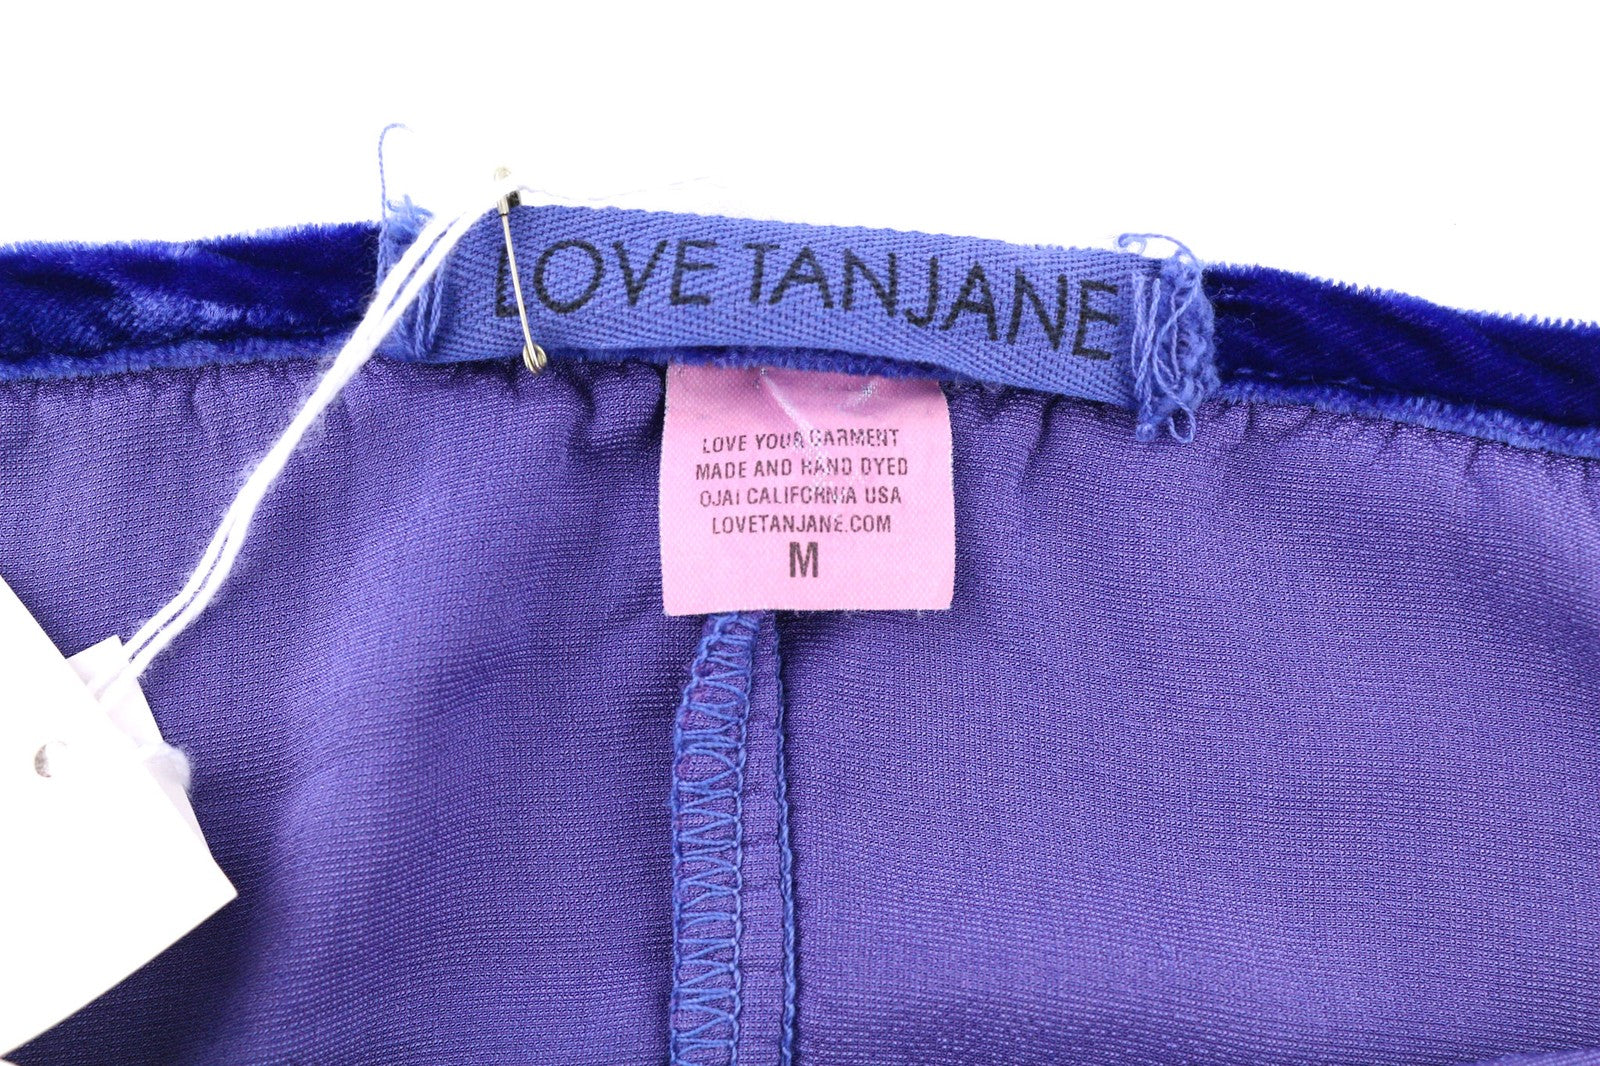 LOVE TANJANE
LOVE YOUR GARMENT
MADE AND HAND DYED
OJAI CALIFORNIA USA
LOVETANJANE.COM
M